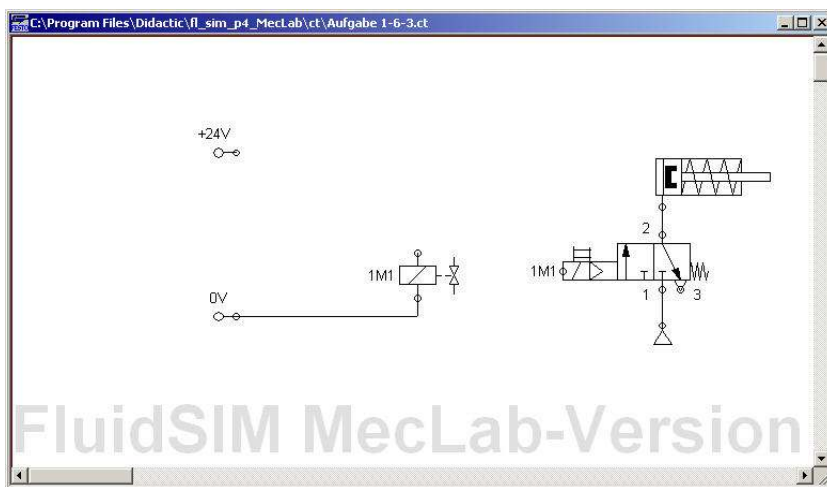 C:\Program Files\Didactic\fl_sim_p4_MecLab\ct\Aufgabe 1-6-3.ct
+24V
2
1M1
1M1
0V
1
3
FluidSIM MecLab-Version